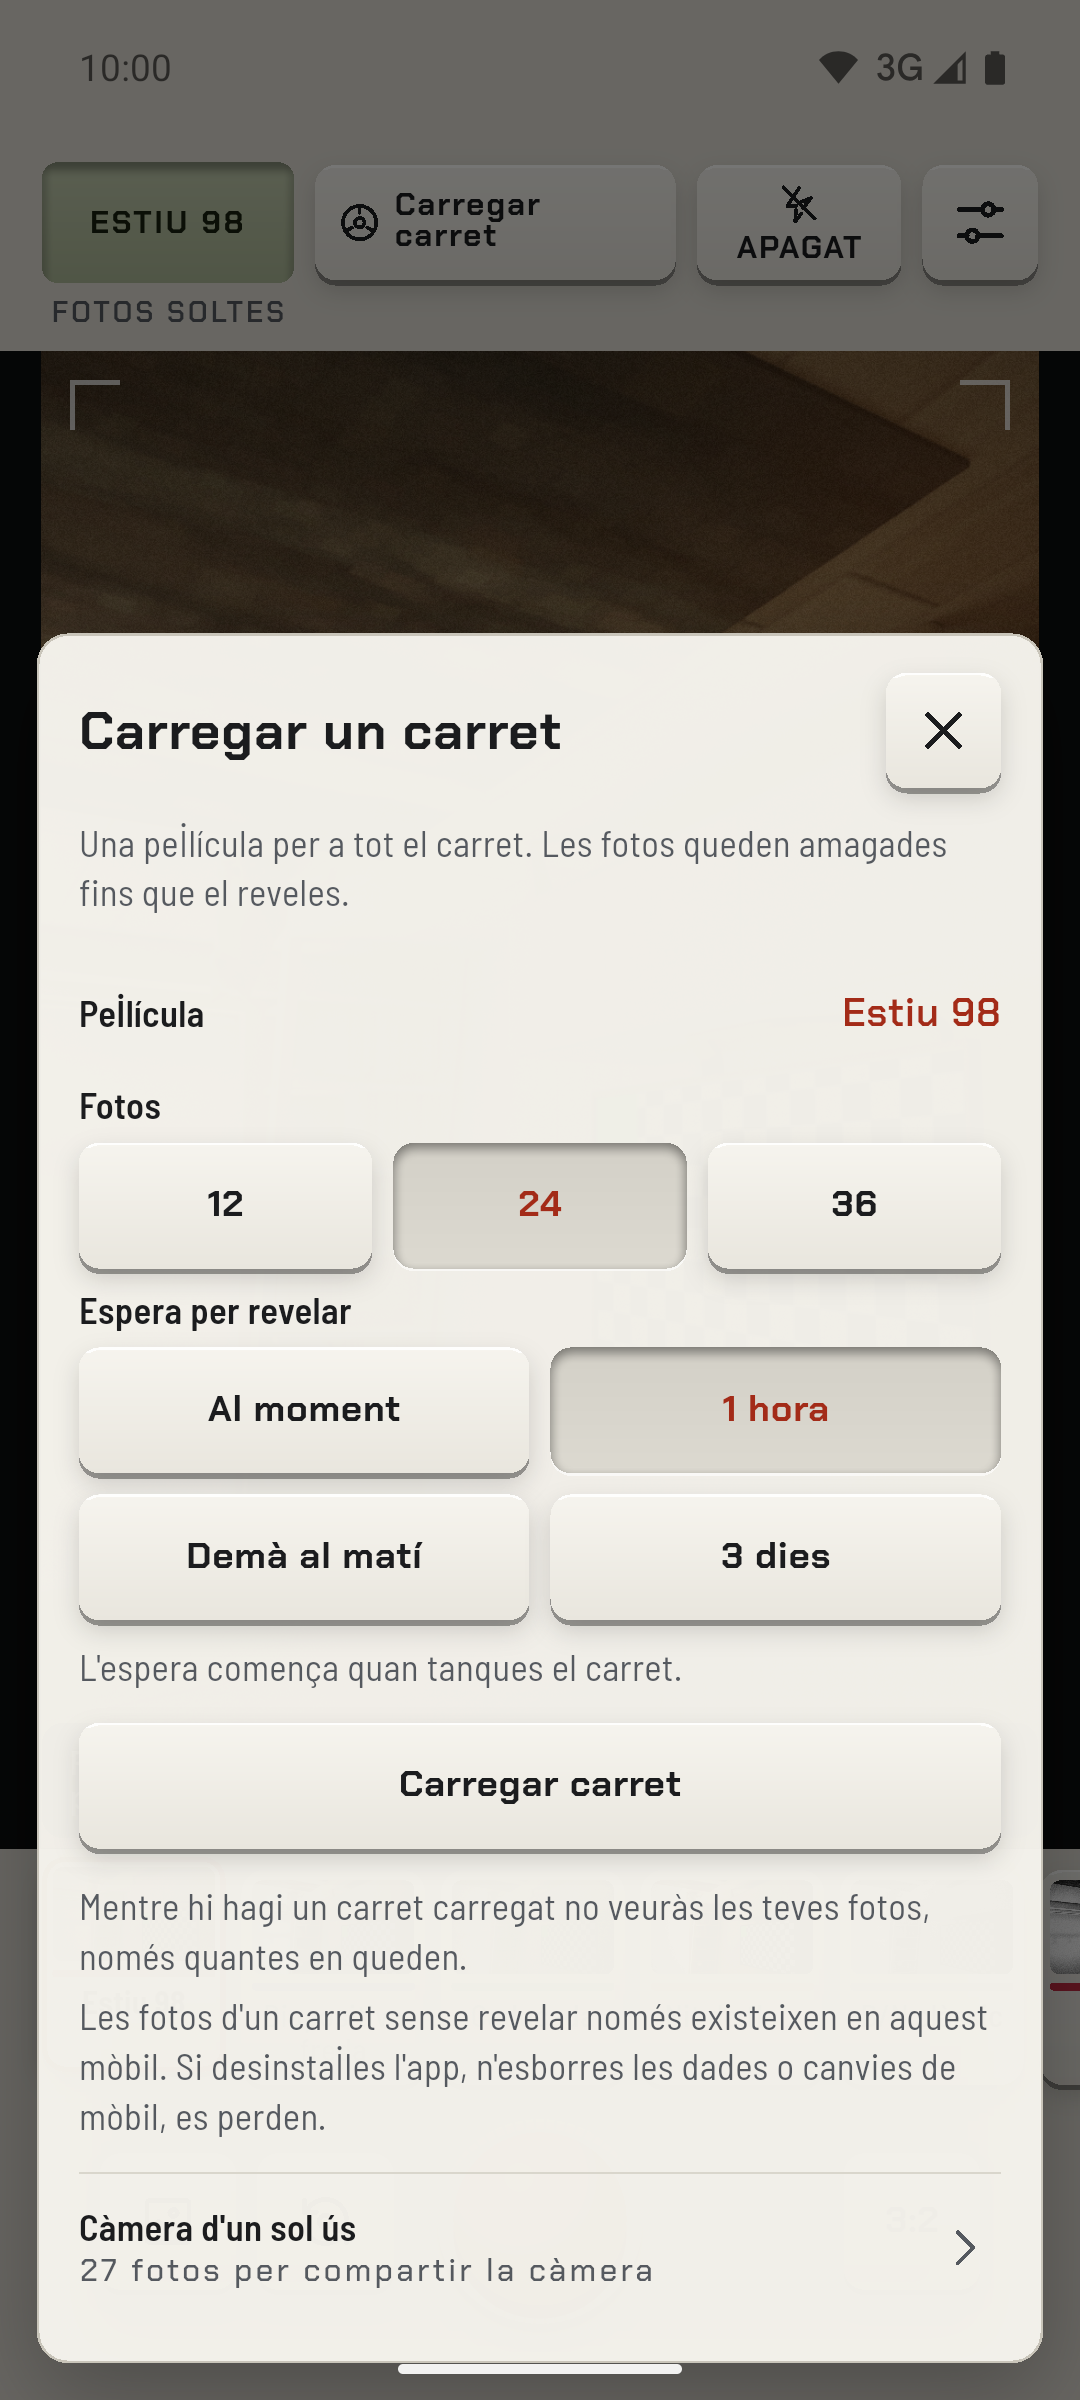 10:00
3G
ESTIU 98
Carregar
carret
APAGAT
FOTOS SOLTES
Carregar un carret
Una pel·lícula per a tot el carret. Les fotos queden amagades
fins que el reveles.
Pel·lícula
Estiu 98
Fotos
12
24
36
Espera per revelar
Al moment
1 hora
Demà al matí
3 dies
L'espera comença quan tanques el carret.
Carregar carret
Mentre hi hagi un carret carregat no veuràs les teves fotos,
només quantes en queden.
Les fotos d'un carret sense revelar només existeixen en aquest
mòbil. Si desinstal·les l'app, n'esborres les dades o canvies de
mòbil, es perden.
Càmera d'un sol ús
27 fotos per compartir la càmera